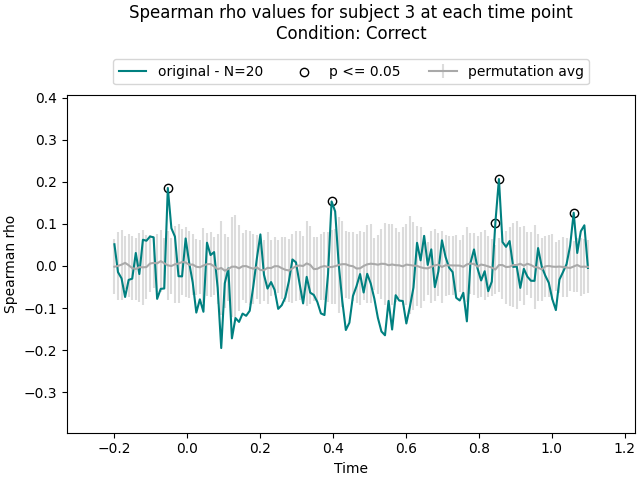 Spearman rho values for subject 3 at each time point
Condition: Correct
original - N=20
p <= 0.05
permutation avg
Spearman rho
0.4
0.3
0.2
0.1
0.0
−0.1
−0.2
−0.3
−0.2
0.0
0.2
0.4
0.6
0.8
1.0
1.2
Time